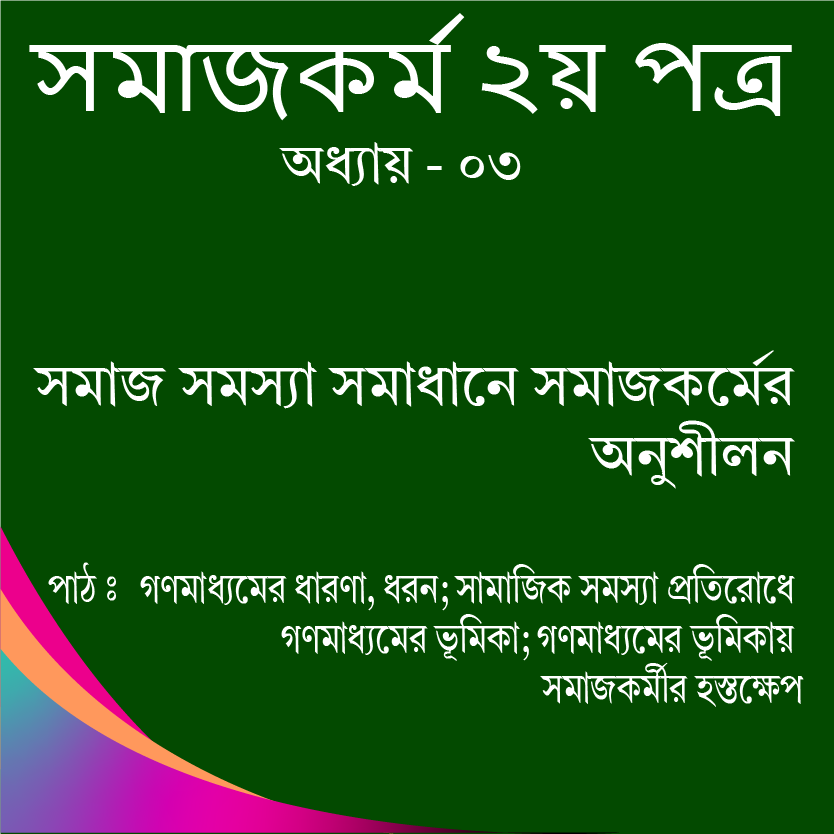 সমাজকর্ম ২য় পত্র
অধ্যায় - ০৩
সমাজ সমস্যা সমাধানে সমাজকর্মের
অনুশীলন
পাঠ ঃ গণমাধ্যমের ধারণা, ধরন; সামাজিক সমস্যা প্রতিরোধে
গণমাধ্যমের ভূমিকা; গণমাধ্যমের ভূমিকায়
সমাজকর্মীর হস্তক্ষেপ